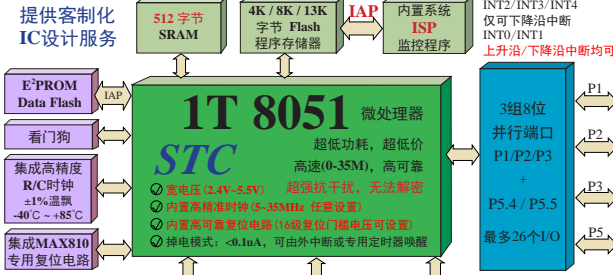 提供客制化
IC设计服务
512 字节
SRAM
4K / 8K / 13K
字节 Flash
程序存储器
IAP
内置系统
ISP
监控程序
INT2/INT3/INT4
仅可下降沿中断
INT0/INT1
上升沿/下降沿中断均可
E²PROM
Data Flash
IAP
看门狗
集成高精度
R/C时钟
±1%温飘
-40℃ ~ +85℃
集成MAX810
专用复位电路
1T 8051 微处理器
STC
超低功耗，超低价
高速(0-35M)，高可靠
超强抗干扰，无法解密
宽电压(2.4V~5.5V)
内置高精准时钟(5~35MHz 任意设置)
内置高可靠复位电路(16级复位门槛电压可设置)
掉电模式：<0.1uA，可由外中断或专用定时器唤醒
3组8位
并行端口
P1/P2/P3
+
P5.4 / P5.5
最多26个I/O
P1
P2
P3
P5